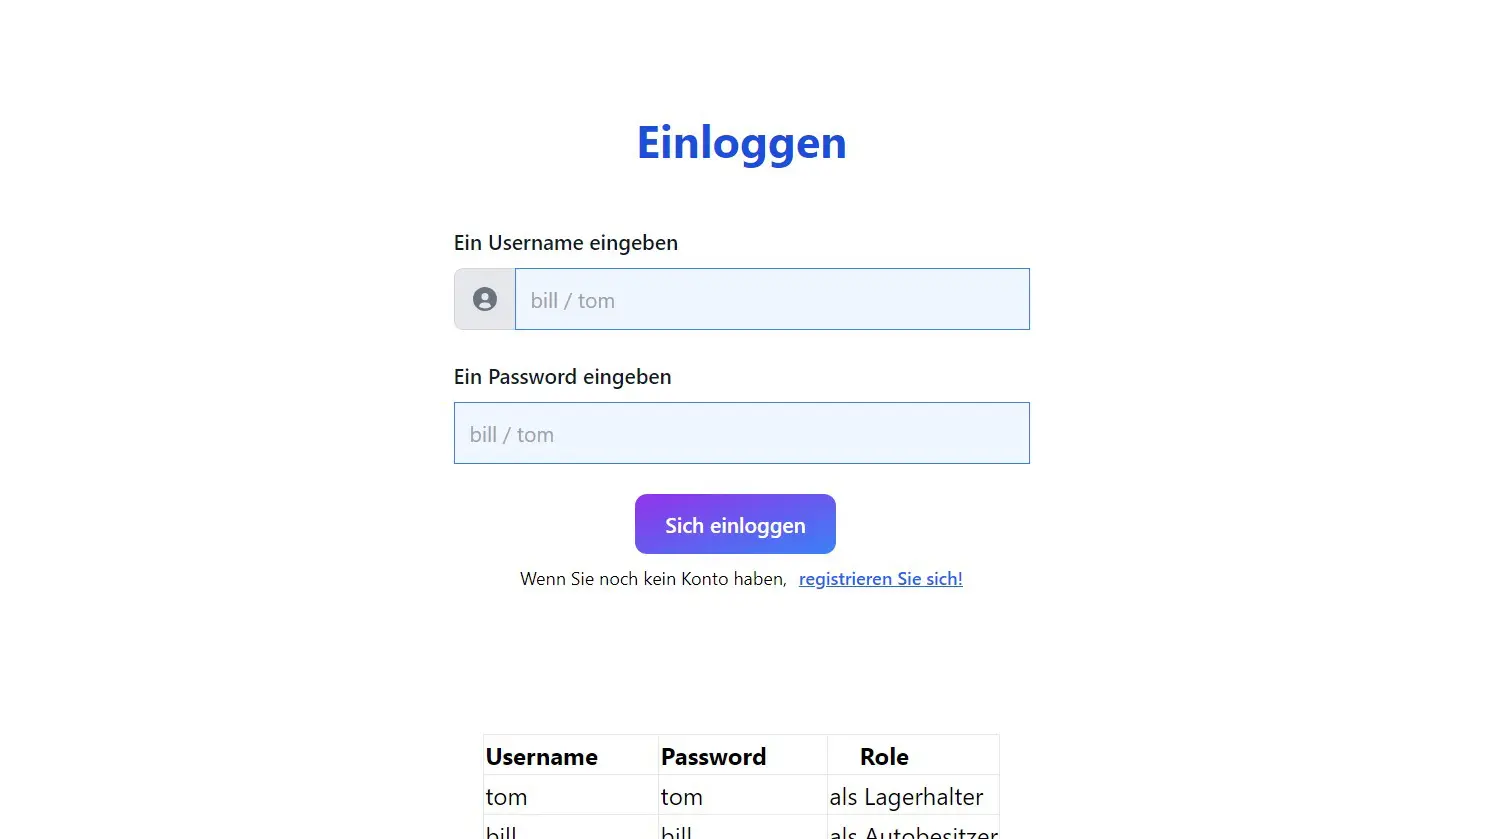 Einloggen
Ein Username eingeben
bill / tom
Ein Password eingeben
bill / tom
Sich einloggen
Wenn Sie noch kein Konto haben, registrieren Sie sich!
Username Password Role
tom tom als Lagerhalter
bill bill als Autobesitzer